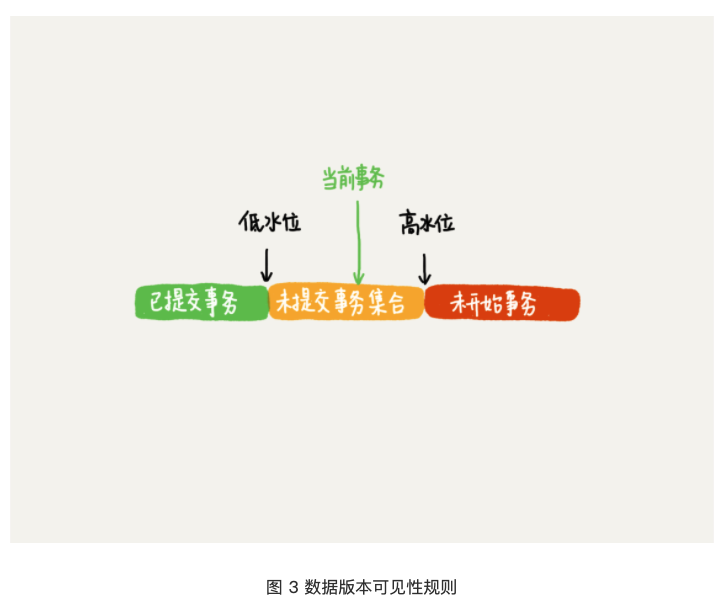 当前事务
低水位
高水位
已提交事务
未提交事务集合
未开始事务
图 3 数据版本可见性规则